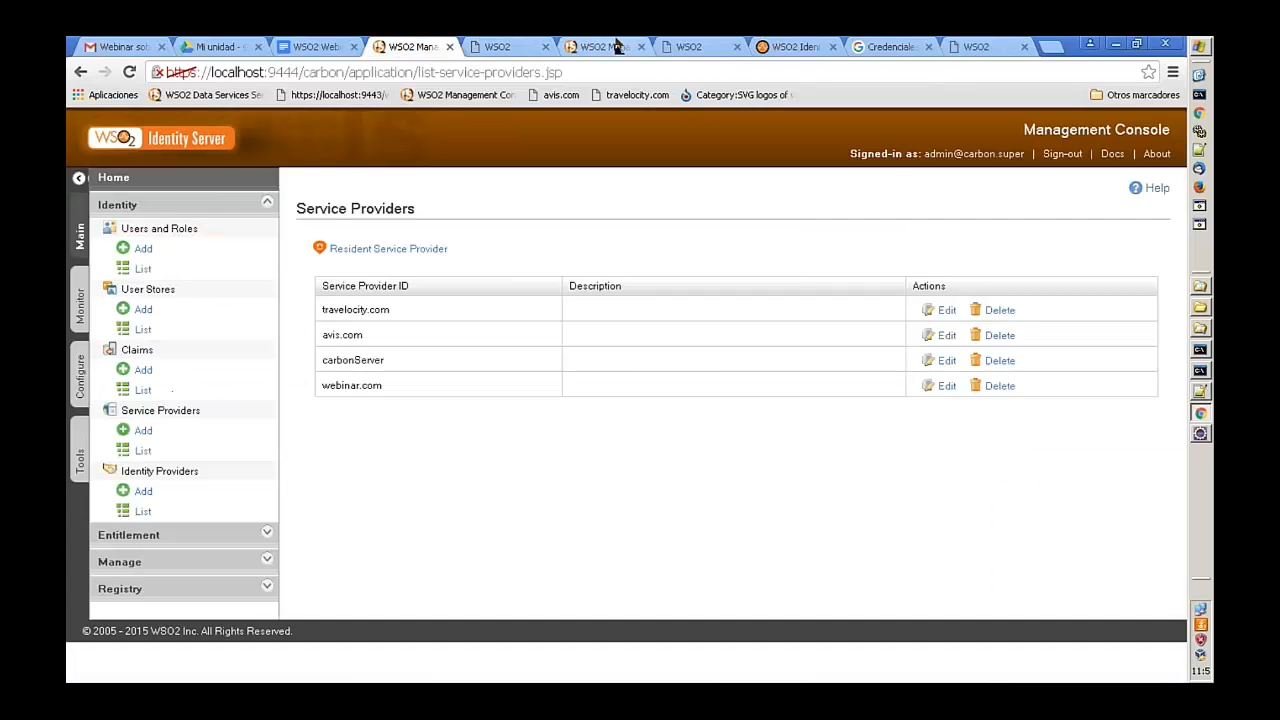 Webinar sob
Mi unidad -
WSO2 Web
WSO2 Mana
WSO2
WSO2
WSO2 Iden
Credenciale
WSO2
https://localhost:9444/carbon/application/list-service-providers.jsp
Aplicaciones
WSO2 Data Services Se
https://localhost:9443/
WSO2 Management Co
avis.com
travelocity.com
Category:SVG logos o
Otros marcadores
WSO2 Identity Server
Management Console
Signed-in as: admin@carbon.super | Sign-out | Docs | About
Main
Monitor
Configure
Tools
Home
Identity
Users and Roles
Add
List
User Stores
Add
List
Claims
Add
List
Service Providers
Add
List
Identity Providers
Add
List
Entitlement
Manage
Registry
Help
Service Providers
Resident Service Provider
Service Provider ID Description Actions
travelocity.com Edit Delete
avis.com Edit Delete
carbonServer Edit Delete
webinar.com Edit Delete
© 2005 - 2015 WSO2 Inc. All Rights Reserved.
11:5